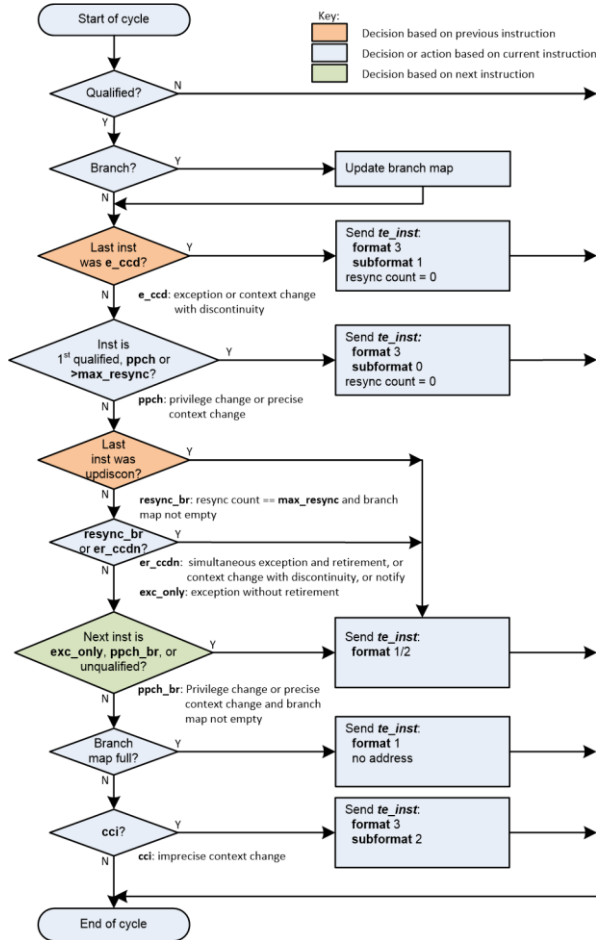 Start of cycle
Key:
Decision based on previous instruction
Decision or action based on current instruction
Decision based on next instruction
Qualified?
N
Y
Branch?
Y
Update branch map
N
Last inst
was e_ccd?
Y
Send te_inst:
format 3
subformat 1
resync count = 0
N
e_ccd: exception or context change
with discontinuity
Inst is
1st qualified, ppch or
>max_resync?
Y
Send te_inst:
format 3
subformat 0
resync count = 0
N
ppch: privilege change or precise
context change
Last
inst was
updiscon?
Y
N
resync_br: resync count == max_resync and branch
map not empty
resync_br
or er_ccdn?
Y
er_ccdn: simultaneous exception and retirement, or
context change with discontinuity, or notify
exc_only: exception without retirement
N
Next inst is
exc_only, ppch_br, or
unqualified?
Y
Send te_inst:
format 1/2
N
ppch_br: Privilege change or precise
context change and branch
map not empty
Branch
map full?
Y
Send te_inst:
format 1
no address
N
cci?
Y
Send te_inst:
format 3
subformat 2
N
cci: imprecise context change
End of cycle